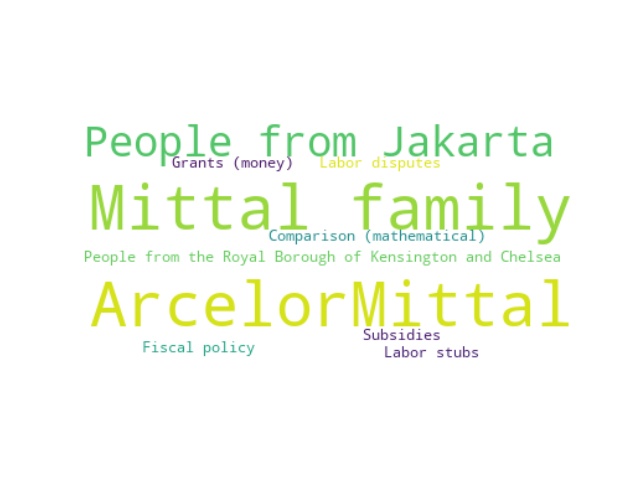 People from Jakarta
Grants (money)
Labor disputes
Mittal family
Comparison (mathematical)
People from the Royal Borough of Kensington and Chelsea
ArcelorMittal
Subsidies
Fiscal policy
Labor stubs